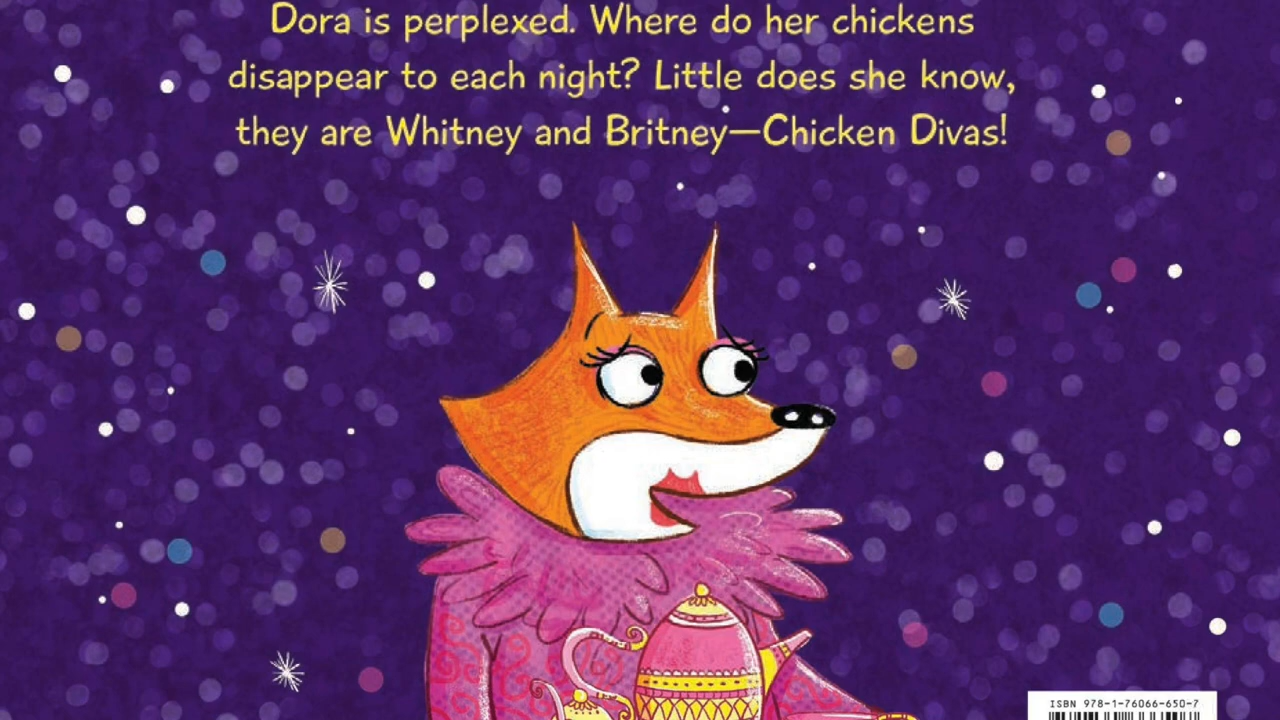 Dora is perplexed. Where do her chickens
disappear to each night? Little does she know,
they are Whitney and Britney—Chicken Divas!
ISBN 978-1-76066-650-7